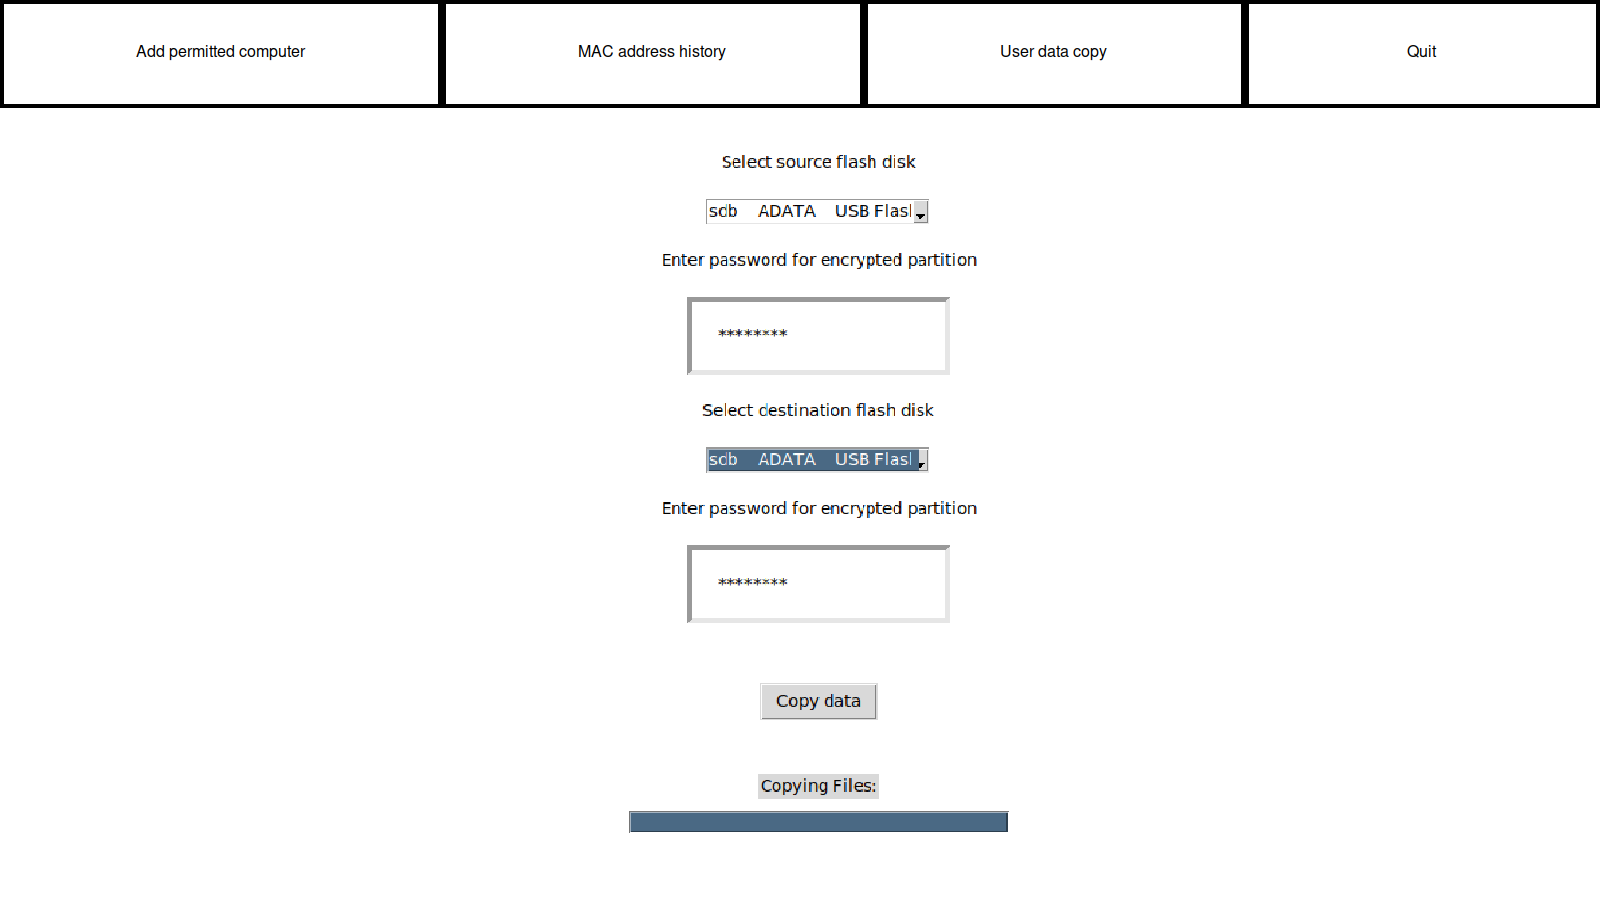 Add permitted computer
MAC address history
User data copy
Quit
Select source flash disk
sdb ADATA USB Flas
Enter password for encrypted partition
********
Select destination flash disk
sdb ADATA USB Flas
Enter password for encrypted partition
********
Copy data
Copying Files: